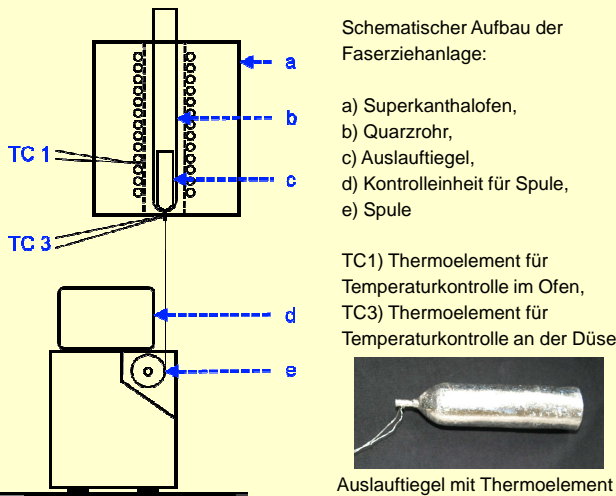 Schematischer Aufbau der
Faserziehanlage:
a) Superkanthalofen,
b) Quarzrohr,
c) Auslauftiegel,
d) Kontrolleinheit für Spule,
e) Spule
TC1) Thermoelement für
Temperaturkontrolle im Ofen,
TC3) Thermoelement für
Temperaturkontrolle an der Düse
Auslauftiegel mit Thermoelement
a
b
TC 1
c
TC 3
d
e